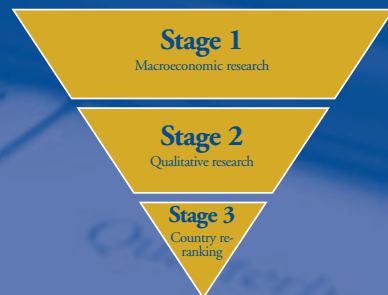 Stage 1
Macroeconomic research
Stage 2
Qualitative research
Stage 3
Country re-
ranking